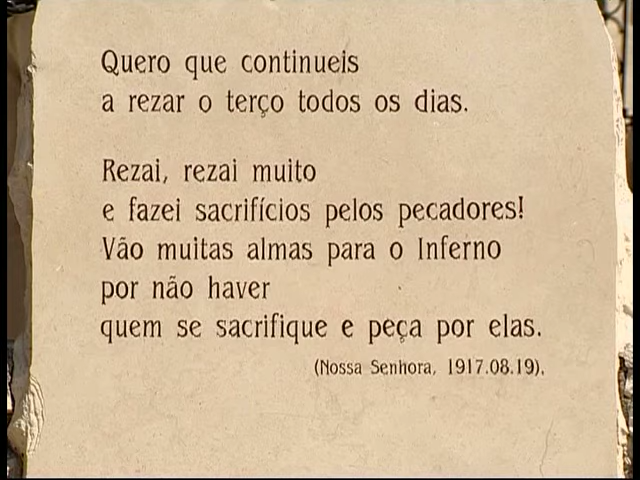 Quero que continueis
a rezar o terço todos os dias.
Rezai, rezai muito
e fazei sacrifícios pelos pecadores!
Vão muitas almas para o Inferno
por não haver
quem se sacrifique e peça por elas.
(Nossa Senhora, 1917.08.19).